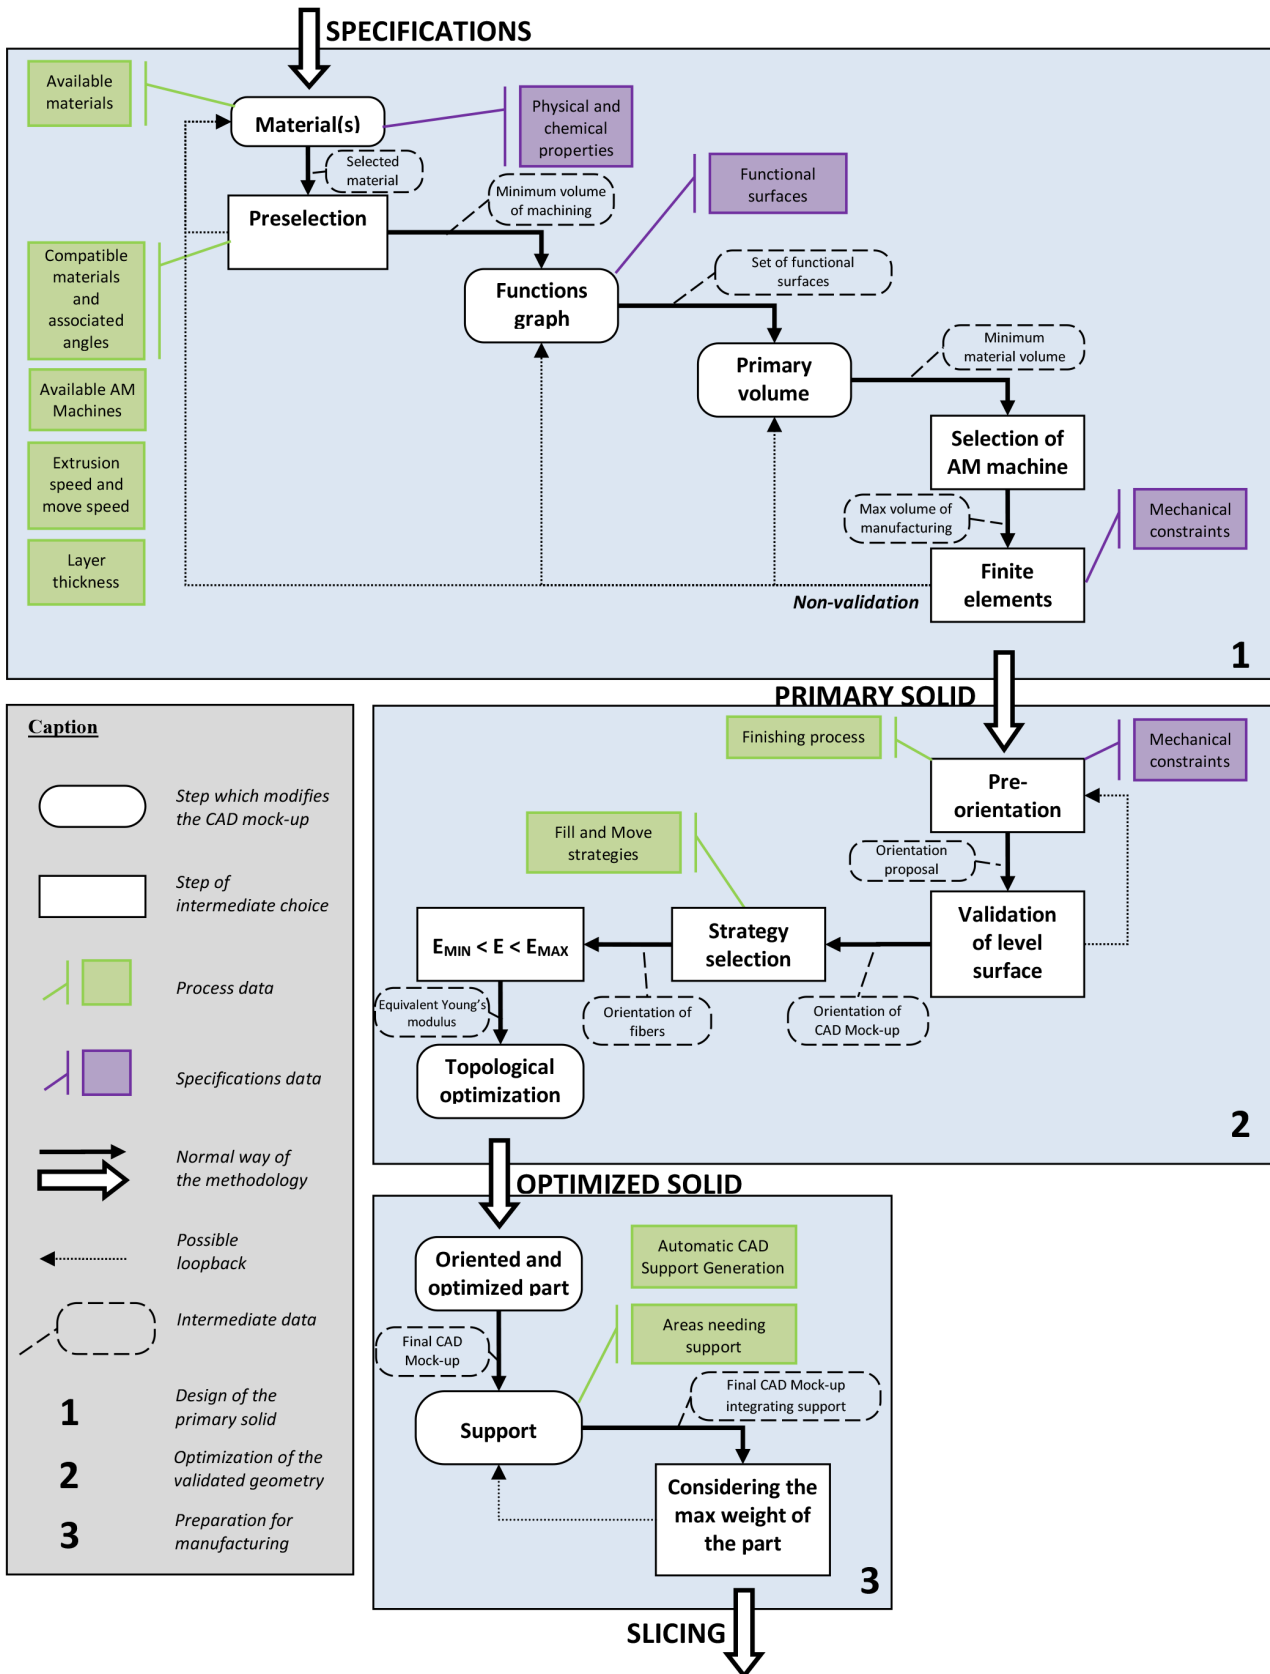 SPECIFICATIONS
Available
materials
Material(s)
Physical and
chemical
properties
Selected
material
Minimum volume
of machining
Functional
surfaces
Preselection
Compatible
materials
and
associated
angles
Functions
graph
Set of functional
surfaces
Primary
volume
Minimum
material volume
Available AM
Machines
Selection of
AM machine
Extrusion
speed and
move speed
Max volume of
manufacturing
Mechanical
constraints
Layer
thickness
Finite
elements
Non-validation
1
PRIMARY SOLID
Finishing process
Pre-
orientation
Mechanical
constraints
Fill and Move
strategies
Orientation
proposal
Validation
of level
surface
Strategy
selection
EMIN < E < EMAX
Equivalent Young's
modulus
Orientation of
fibers
Orientation of
CAD Mock-up
Topological
optimization
2
OPTIMIZED SOLID
Oriented and
optimized part
Automatic CAD
Support Generation
Areas needing
support
Final CAD
Mock-up
Final CAD Mock-up
integrating support
Support
Considering the
max weight of
the part
3
SLICING
Caption
Step which modifies
the CAD mock-up
Step of
intermediate choice
Process data
Specifications data
Normal way of
the methodology
Possible
loopback
Intermediate data
1
Design of the
primary solid
2
Optimization of the
validated geometry
3
Preparation for
manufacturing